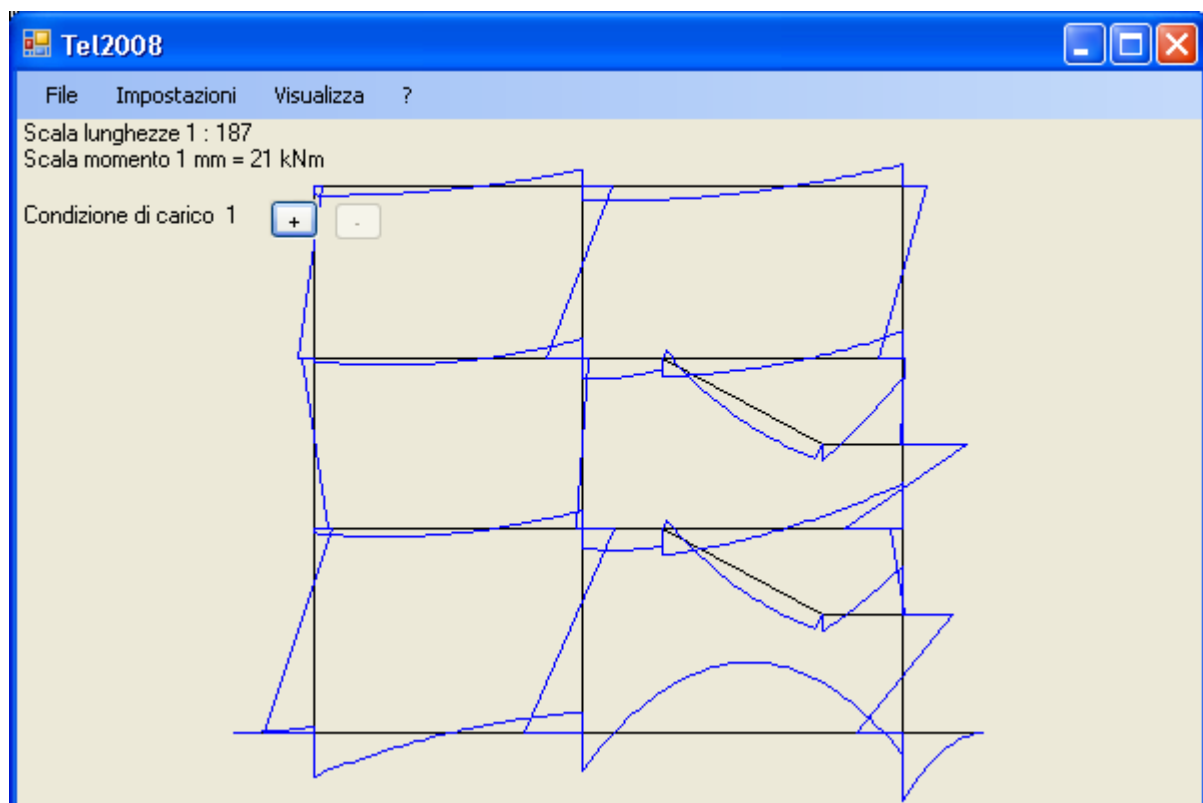 Tel2008
File Impostazioni Visualizza ?
Scala lunghezze 1 : 187
Scala momento 1 mm = 21 kNm
Condizione di carico 1 + -